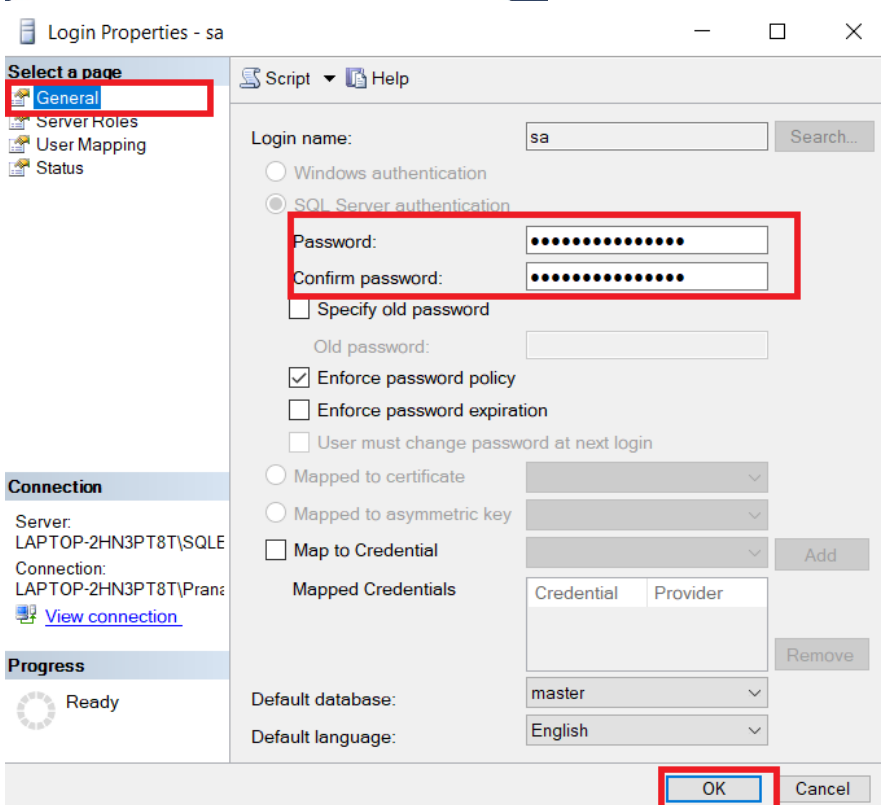 Login Properties - sa
Select a page
General
Server Roles
User Mapping
Status
Script
Help
Login name:
sa
Search...
Windows authentication
SQL Server authentication
Password:
●●●●●●●●●●●●●●●
Confirm password:
●●●●●●●●●●●●●●●
Specify old password
Old password:
Enforce password policy
Enforce password expiration
User must change password at next login
Mapped to certificate
Mapped to asymmetric key
Map to Credential
Add
Mapped Credentials
Credential
Provider
Remove
Default database:
master
Default language:
English
Connection
Server:
LAPTOP-2HN3PT8T\SQLE
Connection:
LAPTOP-2HN3PT8T\Prana
View connection
Progress
Ready
OK
Cancel